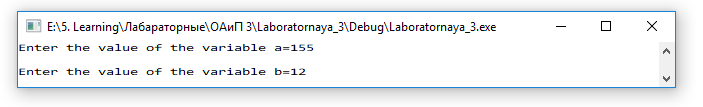 E:\5. Learning\Лабараторные\ОАиП 3\Laboratornaya_3\Debug\Laboratornaya_3.exe
Enter the value of the variable a=155
Enter the value of the variable b=12